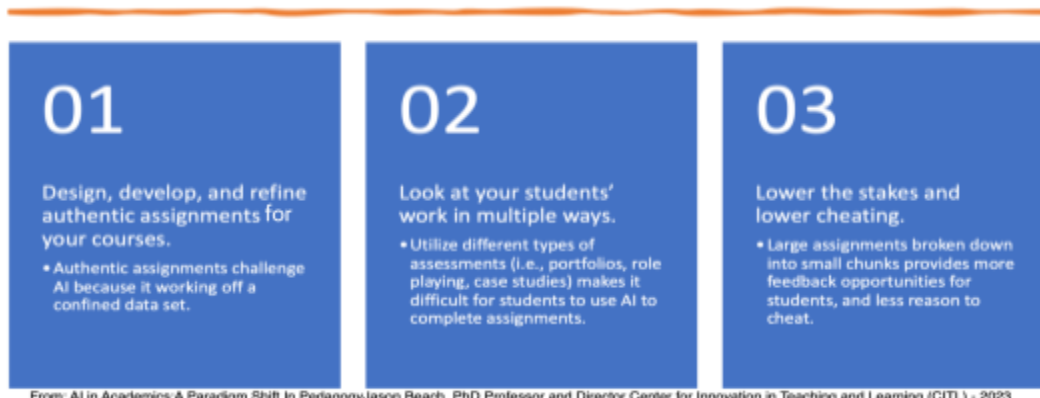 01
Design, develop, and refine
authentic assignments for
your courses.
•Authentic assignments challenge
AI because it working off a
confined data set.
02
Look at your students'
work in multiple ways.
•Utilize different types of
assessments (i.e., portfolios, role
playing, case studies) makes it
difficult for students to use AI to
complete assignments.
03
Lower the stakes and
lower cheating.
•Large assignments broken down
into small chunks provides more
feedback opportunities for
students, and less reason to
cheat.
From: AI in Academics:A Paradigm Shift In PedagogyJason Beach, PhD Professor and Director Center for Innovation in Teaching and Learning (CITL) - 2023